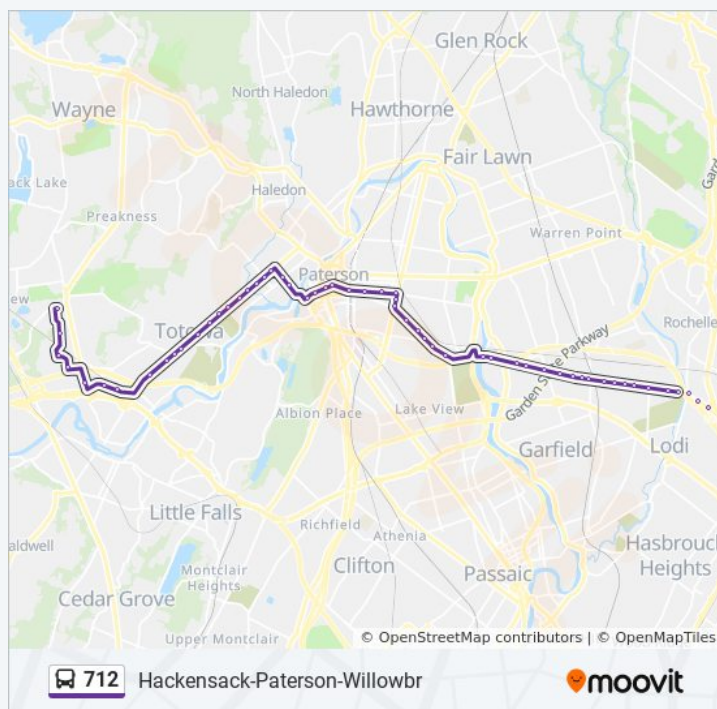 Glen Rock
Wayne
North Haledon
Hawthorne
Fair Lawn
ack Lake
Haledon
Gard
Preakness
Warren Point
Paterson
ew
Rochelle
Totowa
Garden State Parkway
Albion Place
Lake View
Lodi
Garfield
Little Falls
Hasbrouck
Heights
Richfield
Athenia
aldwell
Montclair
Heights
Clifton
Passaic
Cedar Grove
Upper Montclair
© OpenStreetMap contributors | © OpenMapTiles
712 Hackensack-Paterson-Willowbr
moovit